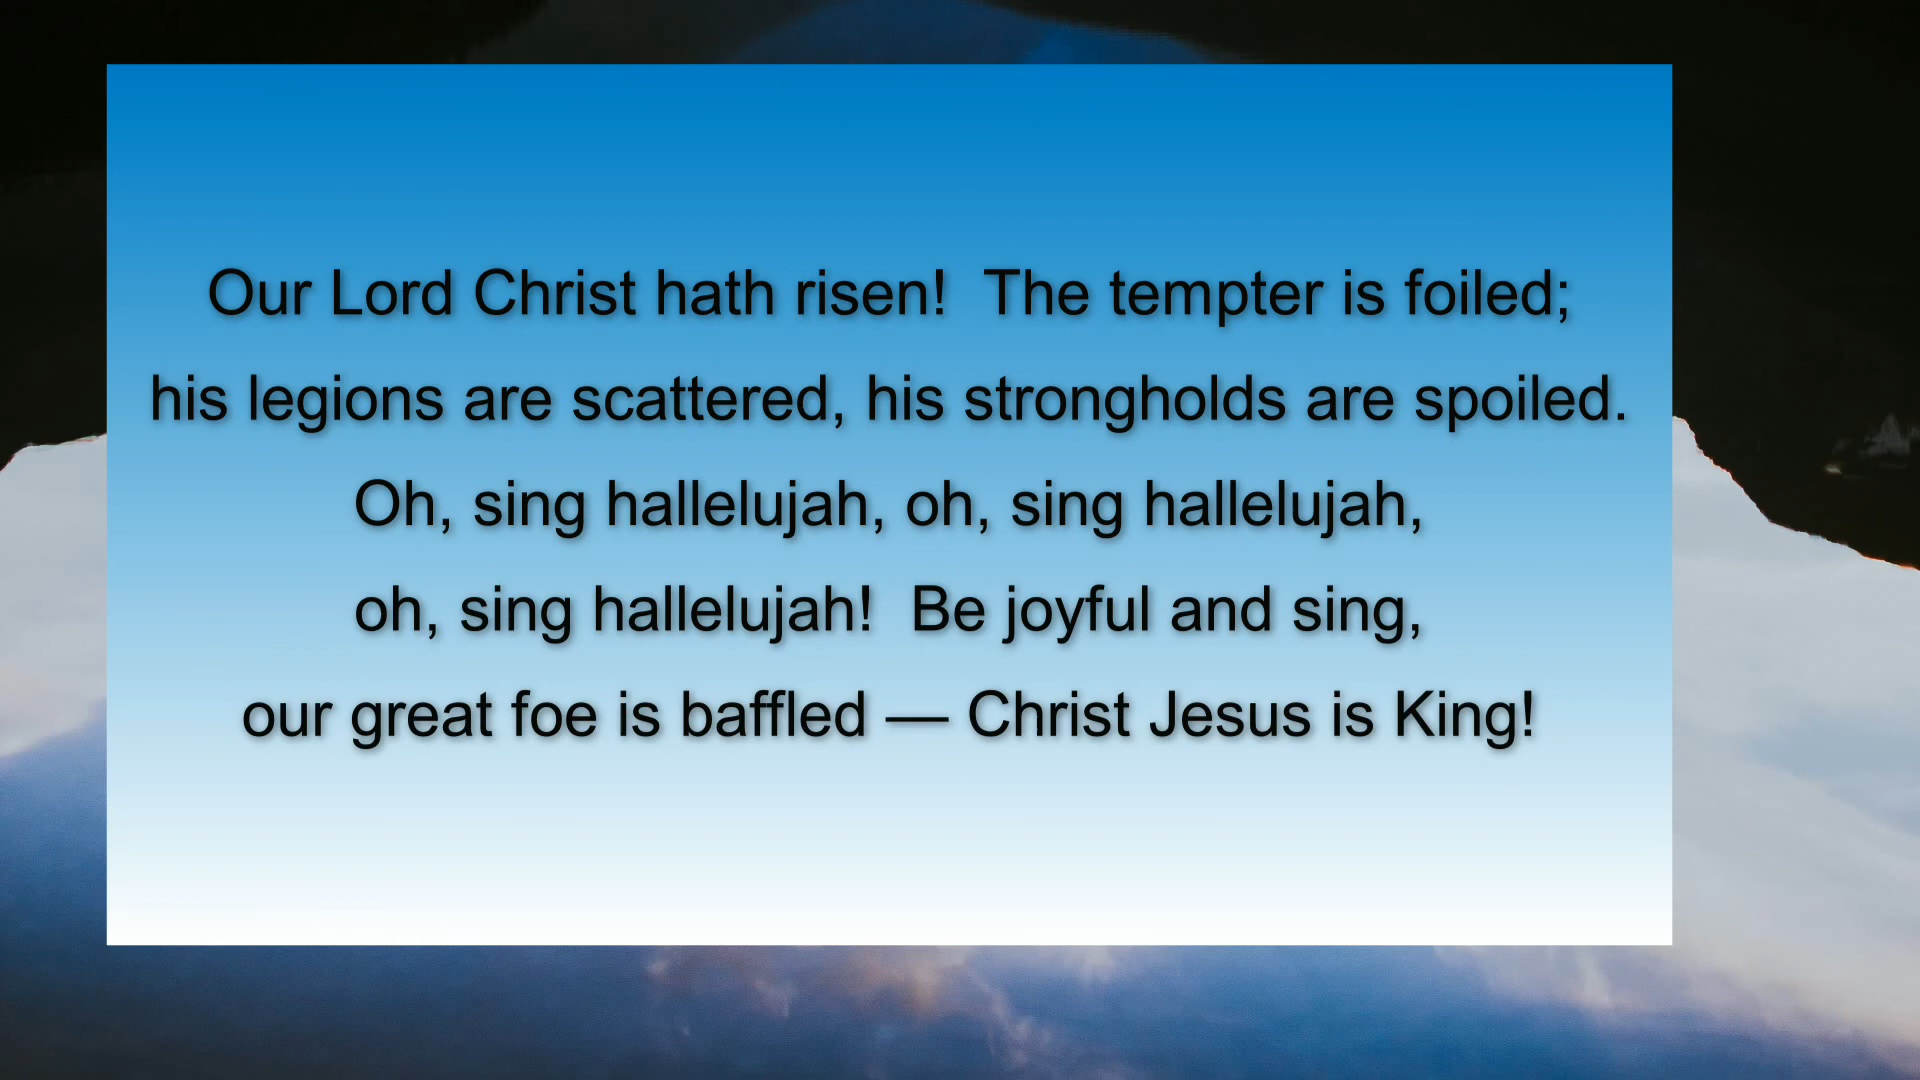 Our Lord Christ hath risen!  The tempter is foiled;
his legions are scattered, his strongholds are spoiled.
Oh, sing hallelujah, oh, sing hallelujah,
oh, sing hallelujah!  Be joyful and sing,
our great foe is baffled — Christ Jesus is King!